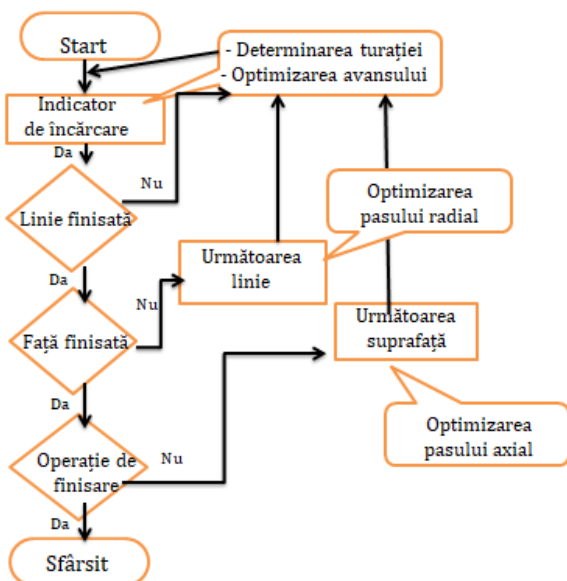 Start
- Determinarea turației
- Optimizarea avansului
Indicator
de încărcare
Da
Nu
Linie finisată
Optimizarea
pasului radial
Da
Următoarea
linie
Nu
Față finisată
Următoarea
suprafață
Da
Optimizarea
pasului axial
Operație de
finisare
Nu
Da
Sfârsit